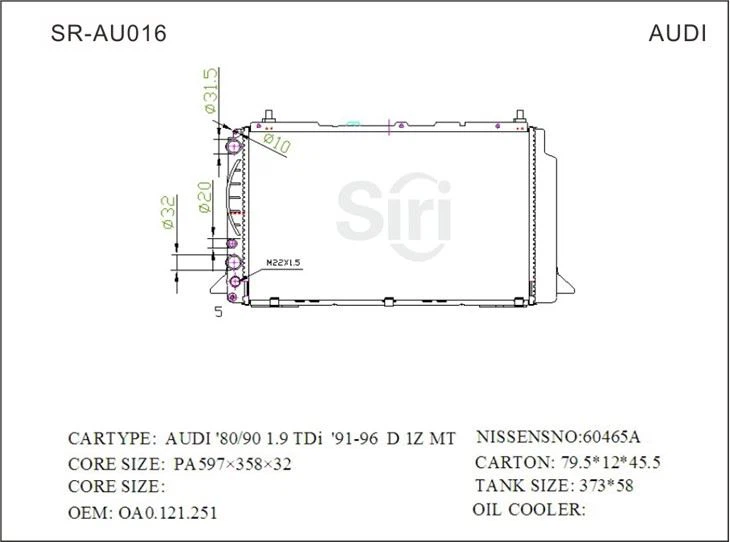 SR-AU016
AUDI
ø31.5
ø10
Siri
ø20
ø32
M22X1.5
5
CARTYPE: AUDI '80/90 1.9 TDi '91-96 D 1Z MT
NISSENSNO:60465A
CORE SIZE: PA597×358×32
CARTON: 79.5*12*45.5
CORE SIZE:
TANK SIZE: 373*58
OEM: OA0.121.251
OIL COOLER: